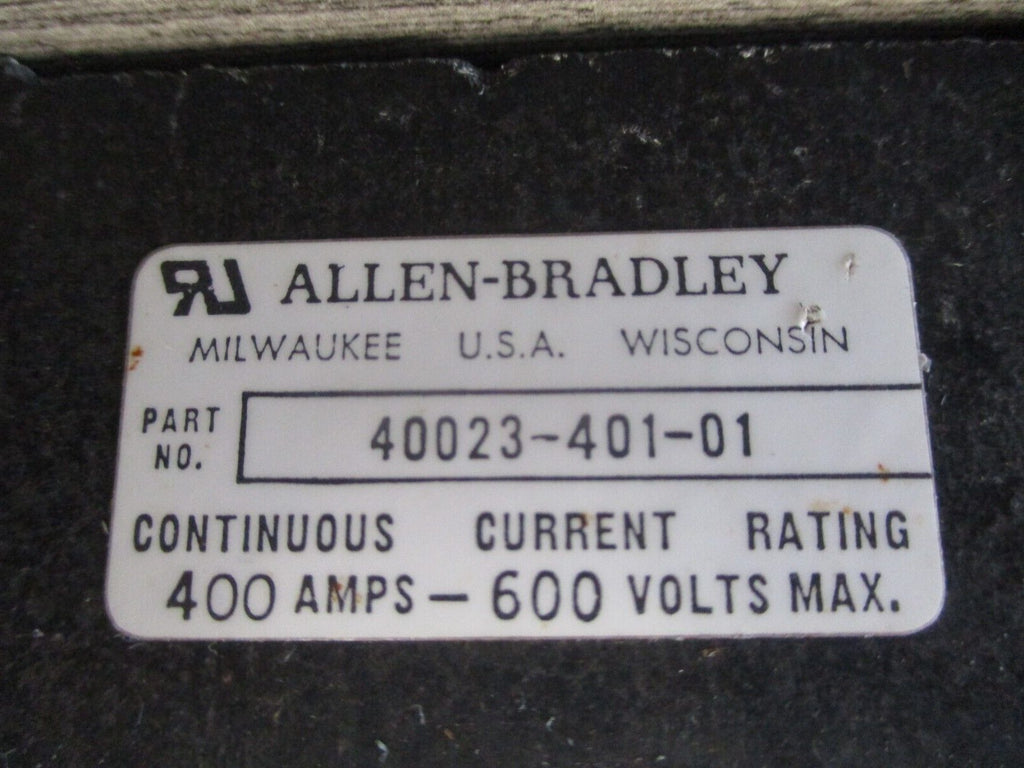 ALLEN-BRADLEY
MILWAUKEE U.S.A. WISCONSIN
PART NO. 40023-401-01
CONTINUOUS CURRENT RATING
400 AMPS — 600 VOLTS MAX.